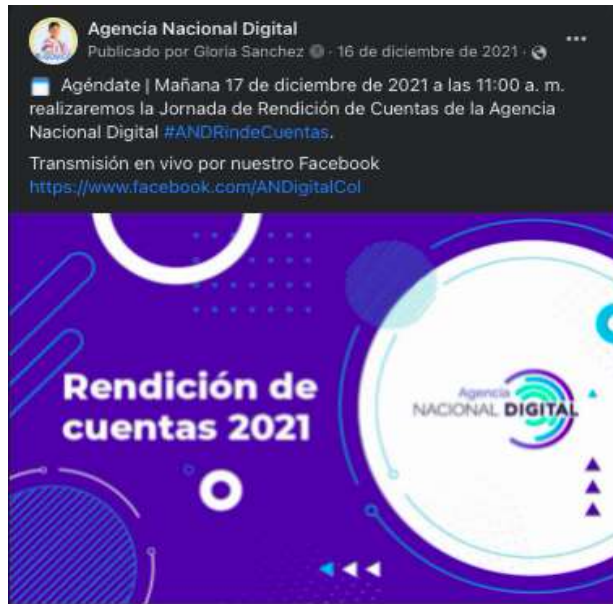 Agencia Nacional Digital
Publicado por Gloria Sanchez · 16 de diciembre de 2021 ·
Agéndate | Mañana 17 de diciembre de 2021 a las 11:00 a. m.
realizaremos la Jornada de Rendición de Cuentas de la Agencia
Nacional Digital #ANDRindeCuentas.
Transmisión en vivo por nuestro Facebook
https://www.facebook.com/ANDigitalCol
Rendición de
cuentas 2021
Agencia
NACIONAL DIGITAL